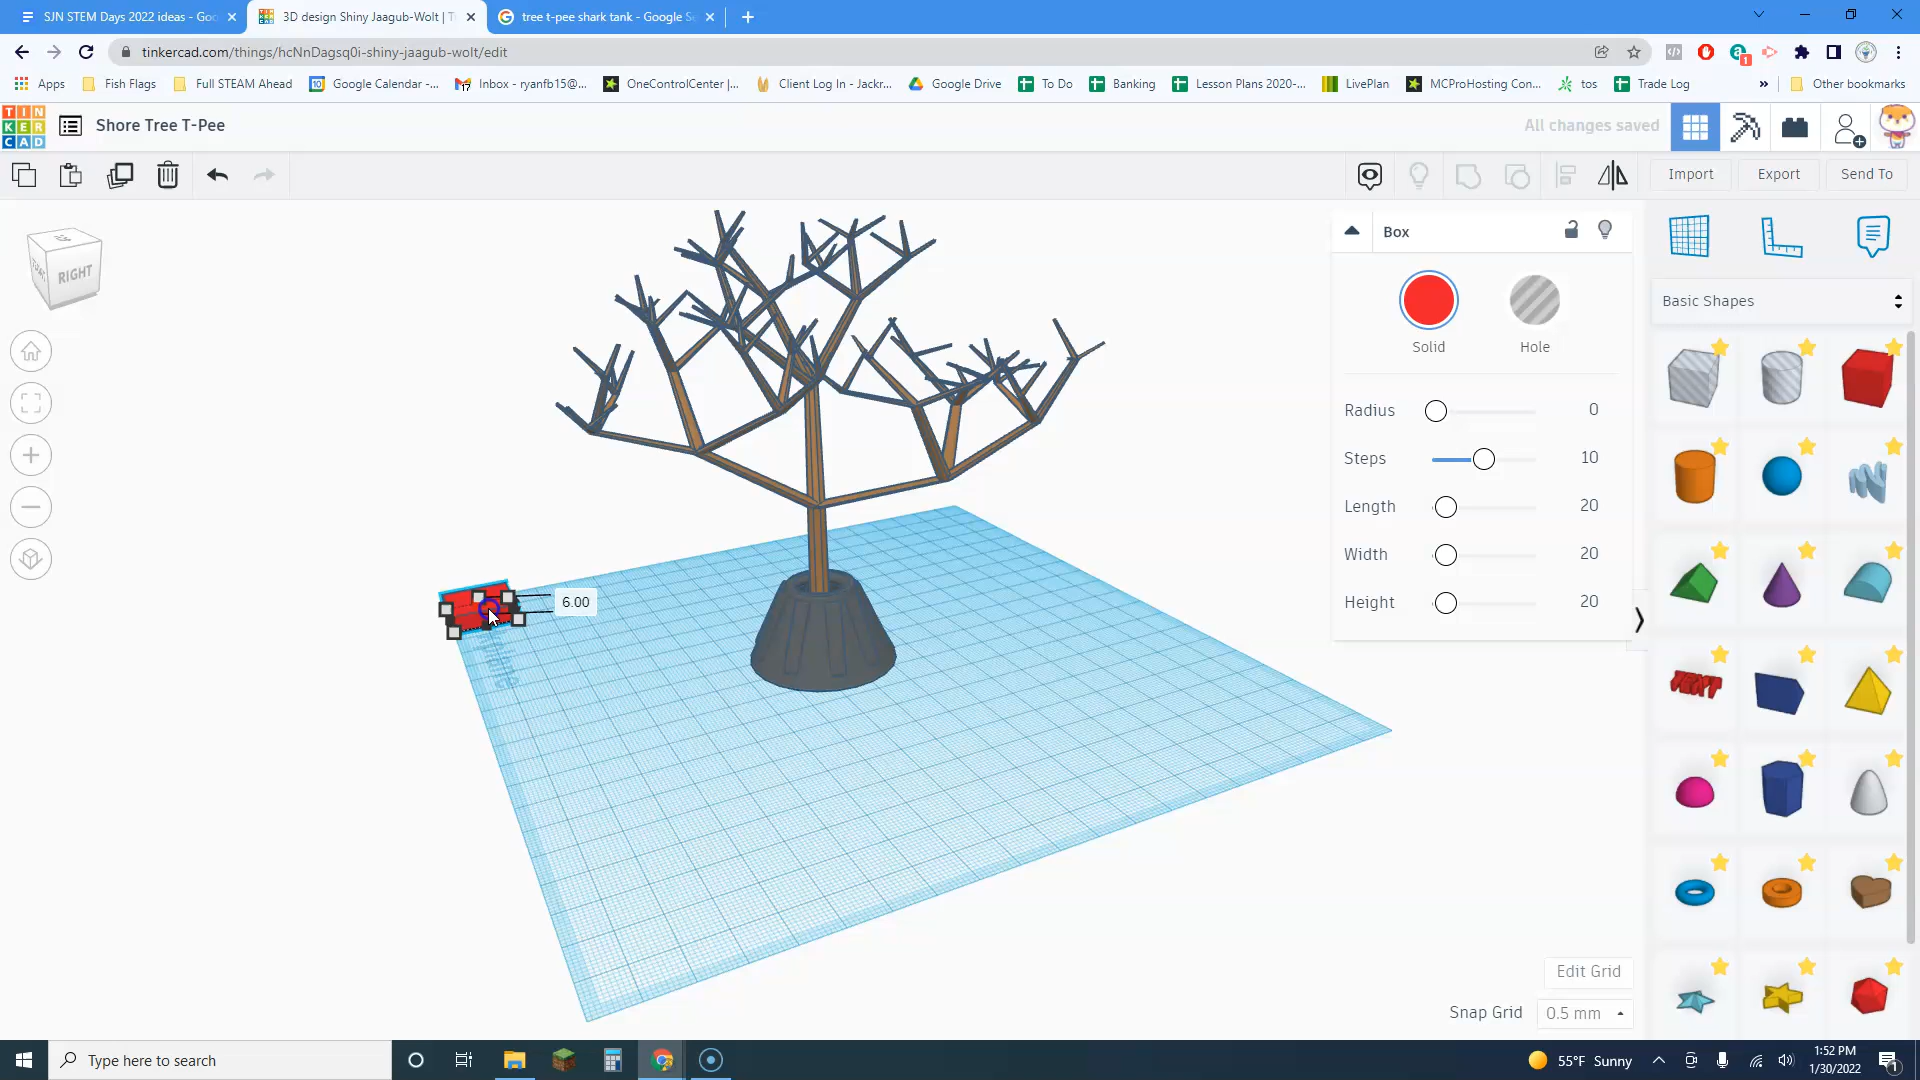 SJN STEM Days 2022 ideas - Goo
3D design Shiny Jaagub-Wolt | T
tree t-pee shark tank - Google Se
tinkercad.com/things/hcNnDagsq0i-shiny-jaagub-wolt/edit
Apps
Fish Flags
Full STEAM Ahead
Google Calendar -...
Inbox - ryanfb15@...
OneControlCenter |...
Client Log In - Jackr...
Google Drive
To Do
Banking
Lesson Plans 2020-...
LivePlan
MCProHosting Con...
tos
Trade Log
»
Other bookmarks
TIN
KER
CAD
Shore Tree T-Pee
All changes saved
Import
Export
Send To
RIGHT
Box
Solid
Hole
Radius 0
Steps 10
Length 20
Width 20
Height 20
6.00
Basic Shapes
TEXT
Edit Grid
Snap Grid 0.5 mm
Type here to search
55°F Sunny
1:52 PM
1/30/2022